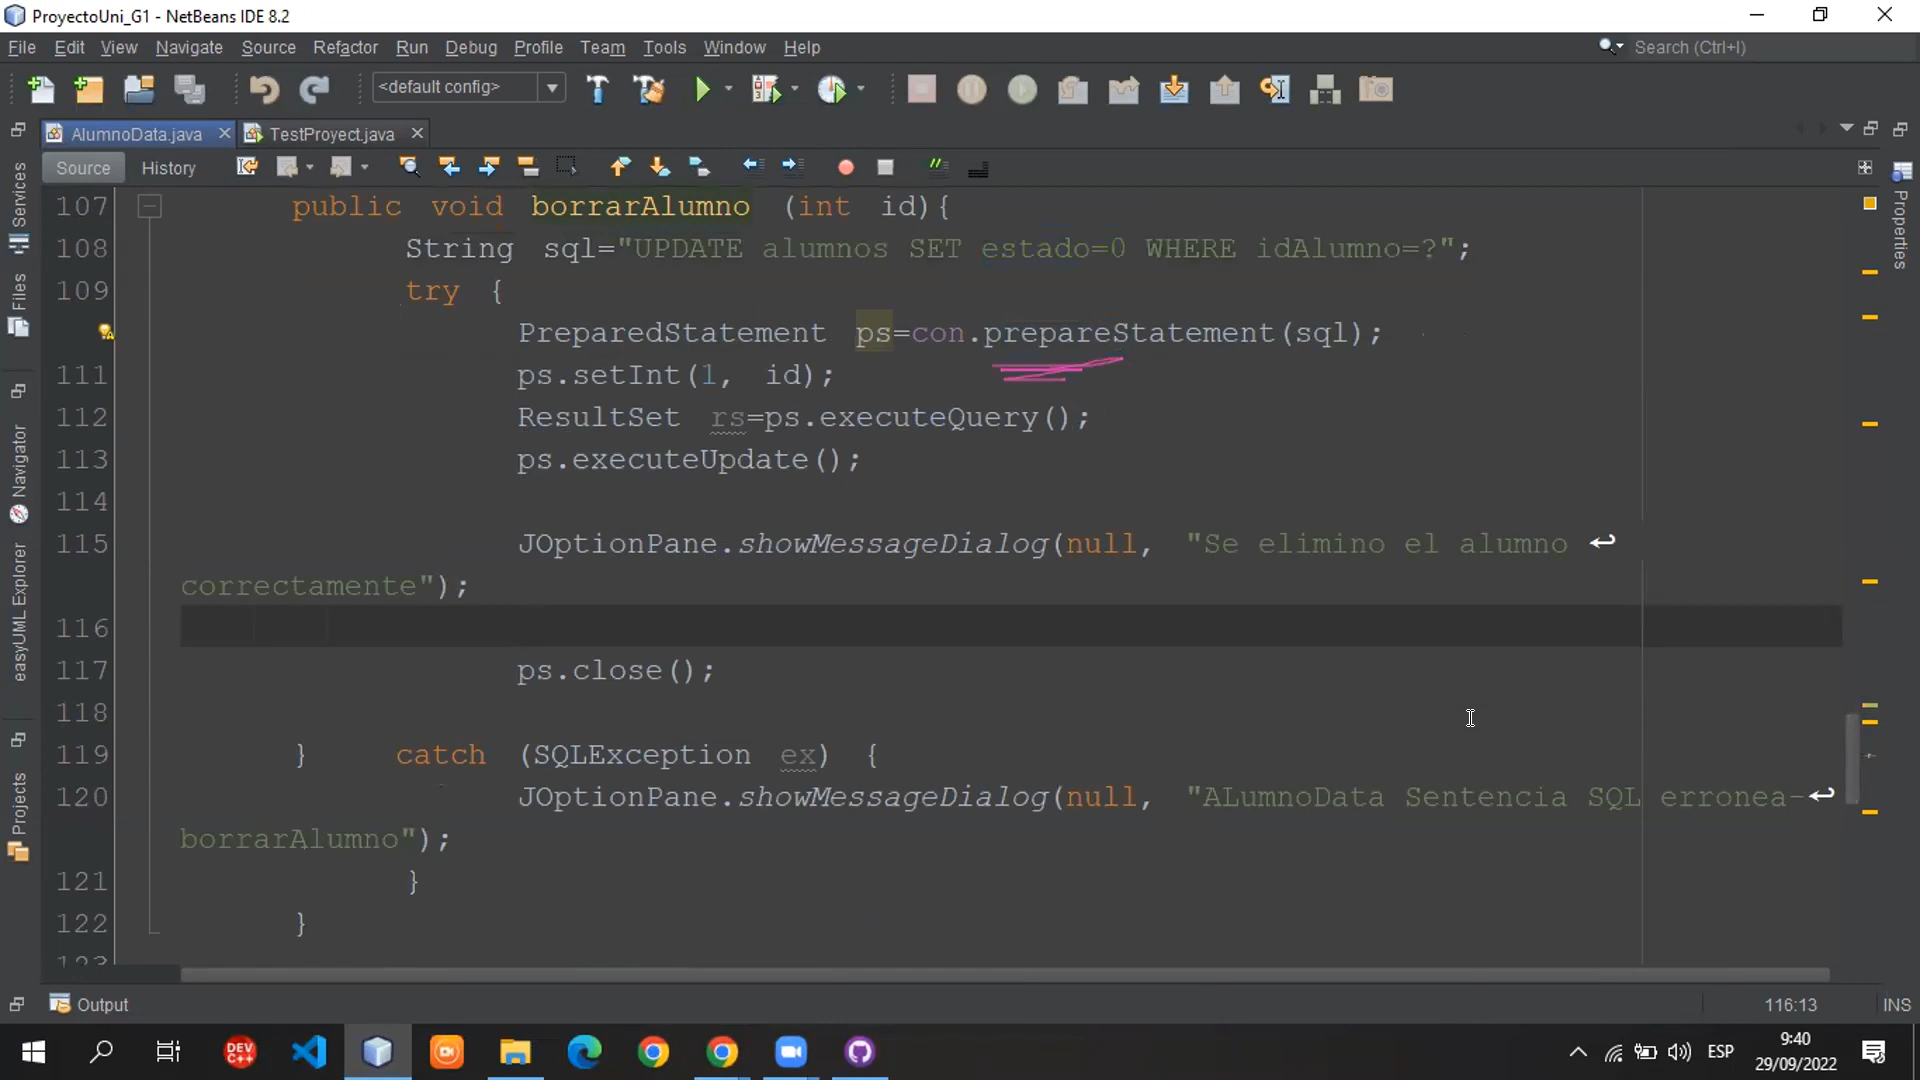 ProyectoUni_G1 - NetBeans IDE 8.2
File Edit View Navigate Source Refactor Run Debug Profile Team Tools Window Help
Search (Ctrl+I)
<default config>
AlumnoData.java
TestProyect.java
Source
History
107 public void borrarAlumno (int id){
108 String sql="UPDATE alumnos SET estado=0 WHERE idAlumno=?";
109 try {
PreparedStatement ps=con.prepareStatement(sql);
111 ps.setInt(1, id);
112 ResultSet rs=ps.executeQuery();
113 ps.executeUpdate();
114
115 JOptionPane.showMessageDialog(null, "Se elimino el alumno
correctamente");
116
117 ps.close();
118
119 } catch (SQLException ex) {
120 JOptionPane.showMessageDialog(null, "ALumnoData Sentencia SQL erronea-
borrarAlumno");
121 }
122 }
123
Services
Files
Navigator
easyUML Explorer
Projects
Properties
Output
116:13
INS
DEV
C++
ESP
9:40
29/09/2022